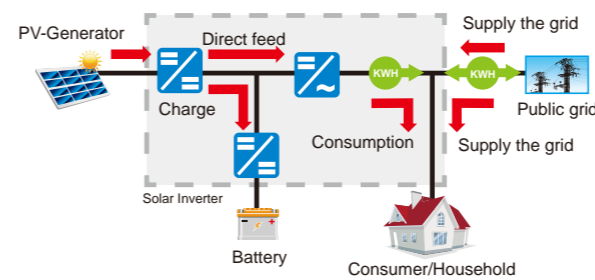 Supply the grid
PV-Generator
Direct feed
KWH
KWH
Charge
Public grid
Consumption
Supply the grid
Solar Inverter
Battery
Consumer/Household